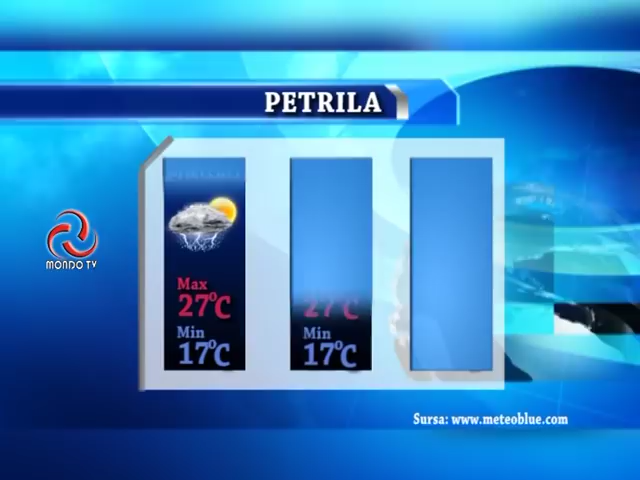 PETRILA
MONDO TV
Max
27°C
Min
17°C
27°C
Min
17°C
Sursa: www.meteoblue.com